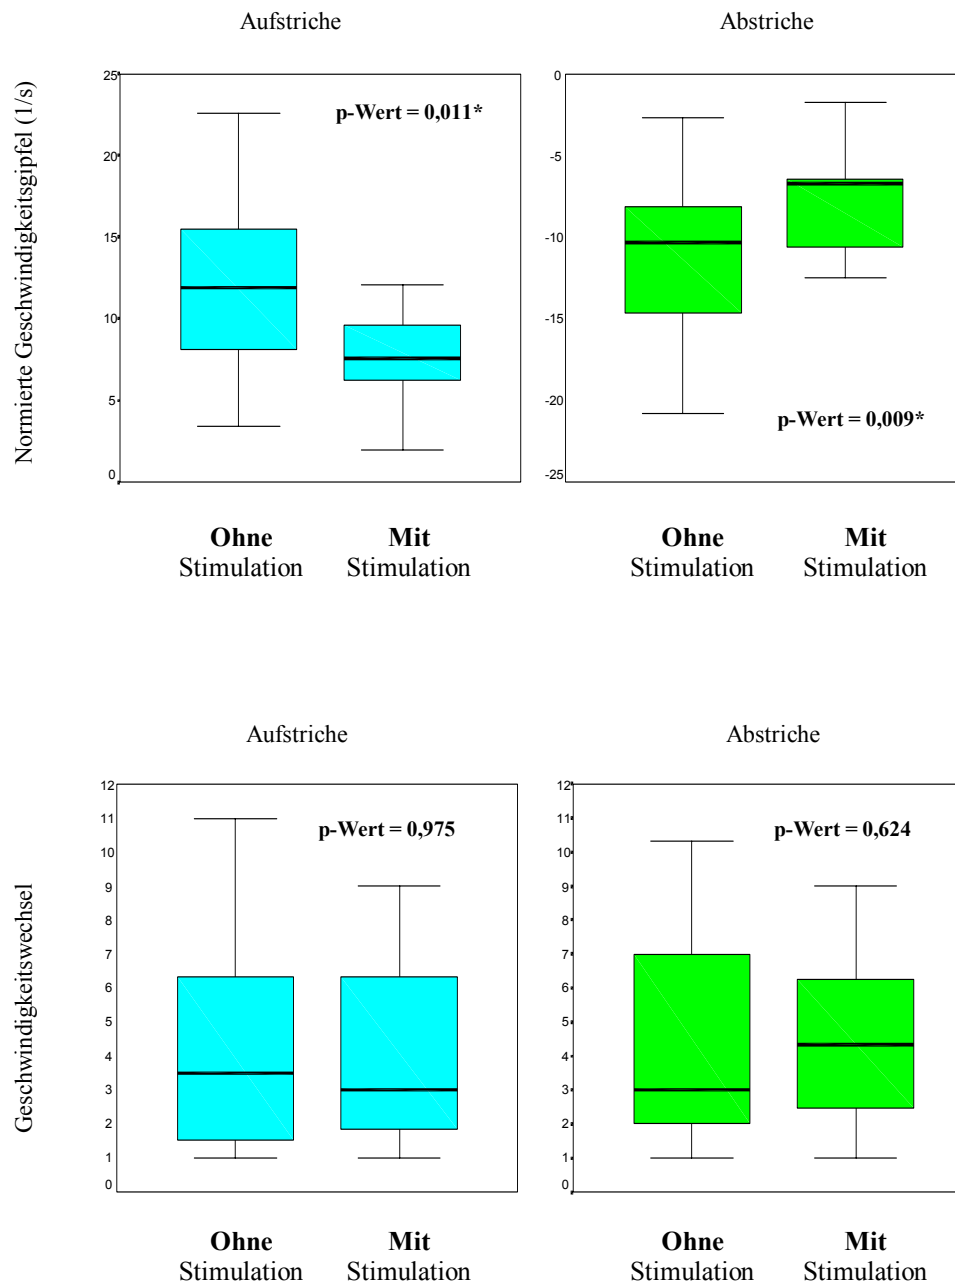 Aufstriche
Abstriche
Normierte Geschwindigkeitsgipfel (1/s)
25
20
15
10
5
0
p-Wert = 0,011*
0
-5
-10
-15
-20
-25
p-Wert = 0,009*
Ohne
Stimulation
Mit
Stimulation
Ohne
Stimulation
Mit
Stimulation
Aufstriche
Abstriche
Geschwindigkeitswechsel
12
11
10
9
8
7
6
5
4
3
2
1
0
p-Wert = 0,975
12
11
10
9
8
7
6
5
4
3
2
1
0
p-Wert = 0,624
Ohne
Stimulation
Mit
Stimulation
Ohne
Stimulation
Mit
Stimulation